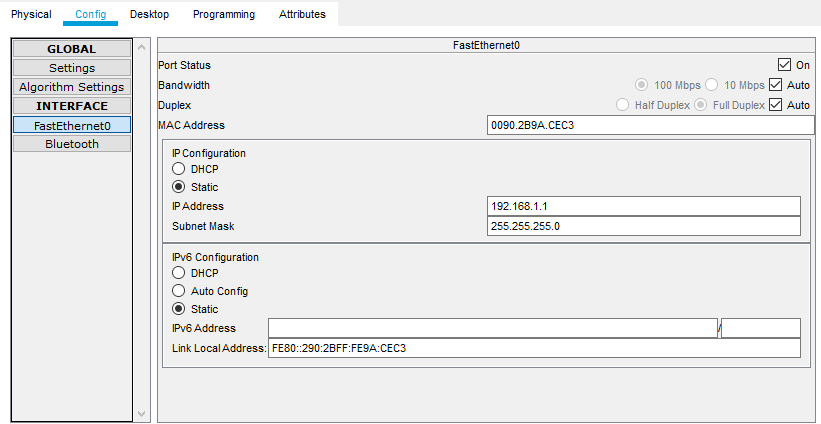 Physical Config Desktop Programming Attributes
GLOBAL
Settings
Algorithm Settings
INTERFACE
FastEthernet0
Bluetooth
FastEthernet0
Port Status On
Bandwidth 100 Mbps 10 Mbps Auto
Duplex Half Duplex Full Duplex Auto
MAC Address 0090.2B9A.CEC3
IP Configuration
DHCP
Static
IP Address 192.168.1.1
Subnet Mask 255.255.255.0
IPv6 Configuration
DHCP
Auto Config
Static
IPv6 Address /
Link Local Address: FE80::290:2BFF:FE9A:CEC3